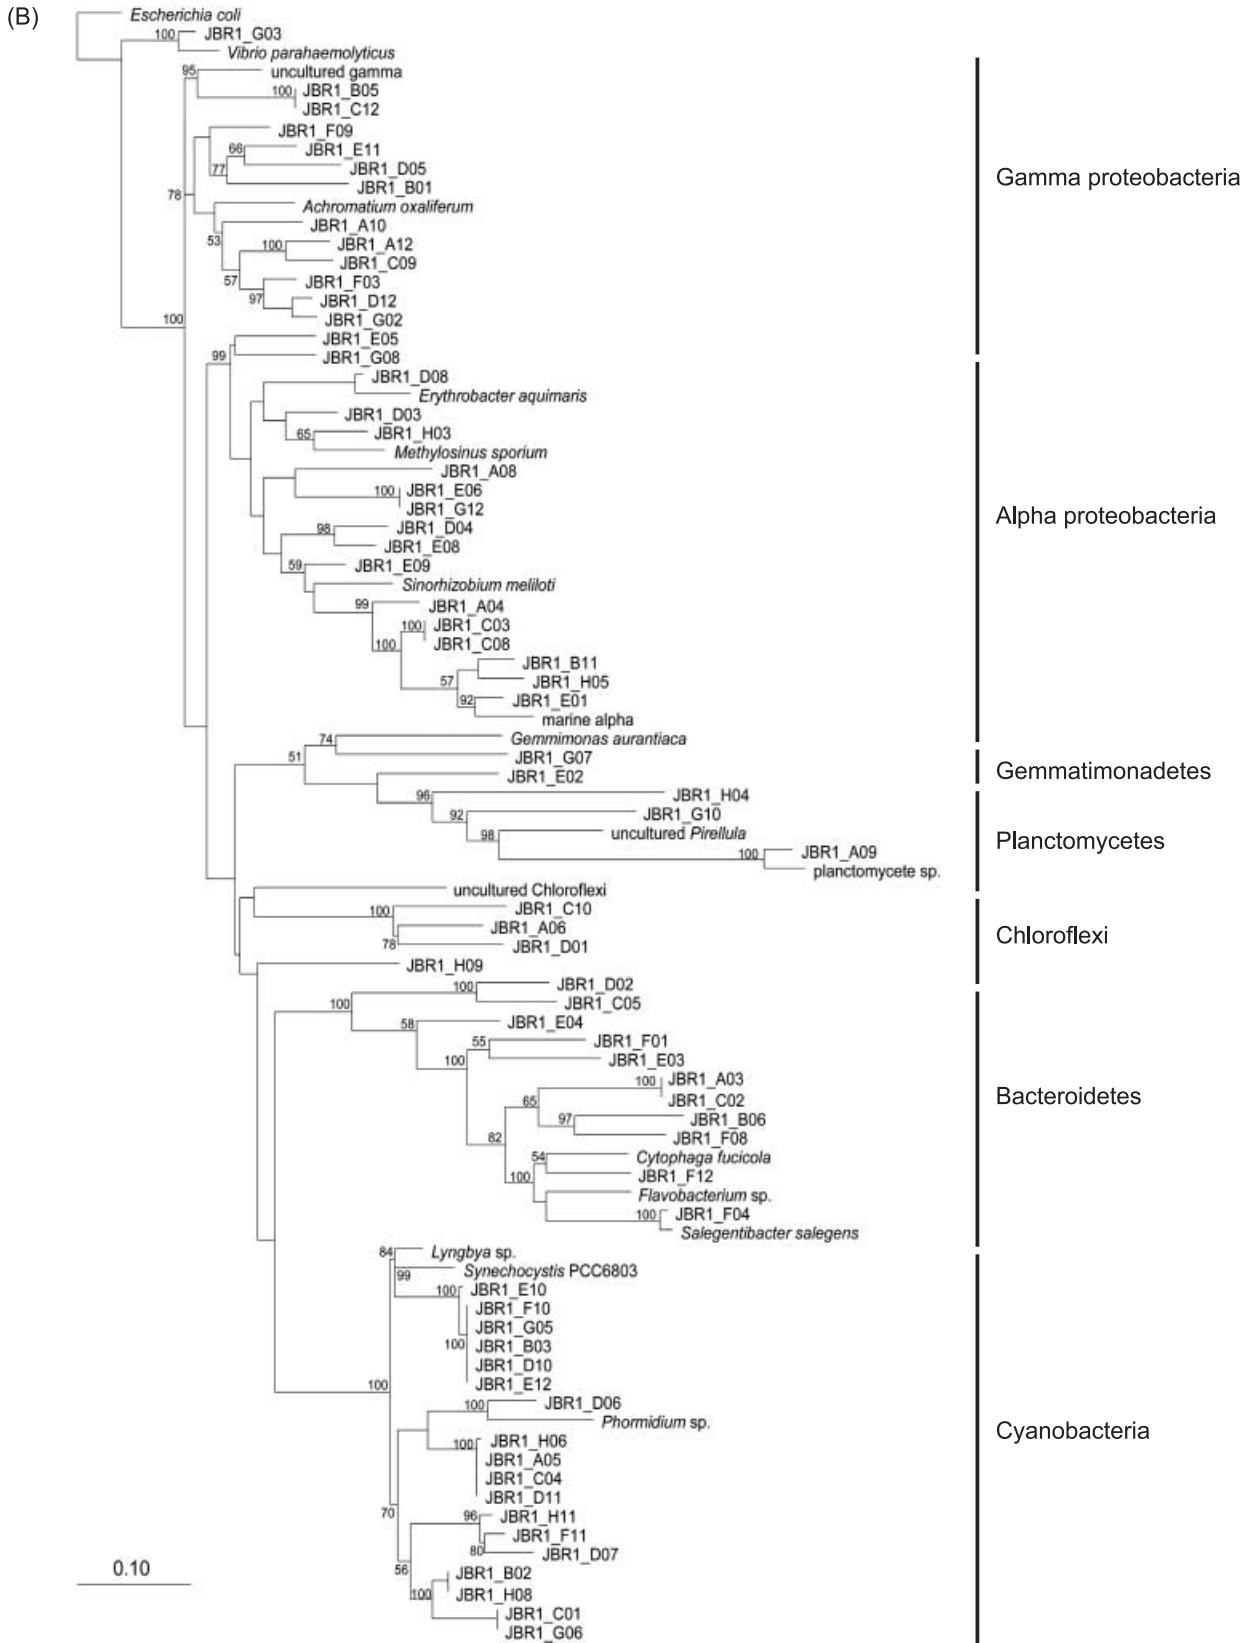 (B)
Escherichia coli
100 JBR1_G03
Vibrio parahaemolyticus
95 uncultured gamma
100 JBR1_B05
JBR1_C12
JBR1_F09
66 JBR1_E11
77 JBR1_D05
JBR1_B01
Gamma proteobacteria
78
Achromatium oxaliferum
JBR1_A10
53 100 JBR1_A12
JBR1_C09
57 JBR1_F03
97 JBR1_D12
JBR1_G02
100
JBR1_E05
99 JBR1_G08
JBR1_D08
Erythrobacter aquimaris
JBR1_D03
65 JBR1_H03
Methylosinus sporium
JBR1_A08
100 JBR1_E06
JBR1_G12
Alpha proteobacteria
98 JBR1_D04
JBR1_E08
59 JBR1_E09
Sinorhizobium meliloti
99 JBR1_A04
100 JBR1_C03
100 JBR1_C08
JBR1_B11
57 JBR1_H05
92 JBR1_E01
marine alpha
74 Gemmimonas aurantiaca
51 JBR1_G07
JBR1_E02
Gemmatimonadetes
96 JBR1_H04
92 JBR1_G10
98 uncultured Pirellula
Planctomycetes
100 JBR1_A09
planctomycete sp.
uncultured Chloroflexi
100 JBR1_C10
JBR1_A06
78 JBR1_D01
Chloroflexi
JBR1_H09
100 JBR1_D02
100 JBR1_C05
58 JBR1_E04
55 JBR1_F01
100 JBR1_E03
100 JBR1_A03
65 JBR1_C02
Bacteroidetes
97 JBR1_B06
82 JBR1_F08
54 Cytophaga fucicola
100 JBR1_F12
Flavobacterium sp.
100 JBR1_F04
Salegentibacter salegens
84 Lyngbya sp.
99 Synechocystis PCC6803
100 JBR1_E10
JBR1_F10
JBR1_G05
100 JBR1_B03
JBR1_D10
100 JBR1_E12
100 JBR1_D06
Phormidium sp.
Cyanobacteria
100 JBR1_H06
JBR1_A05
JBR1_C04
JBR1_D11
70 96 JBR1_H11
JBR1_F11
80 JBR1_D07
56 JBR1_B02
100 JBR1_H08
JBR1_C01
JBR1_G06
0.10